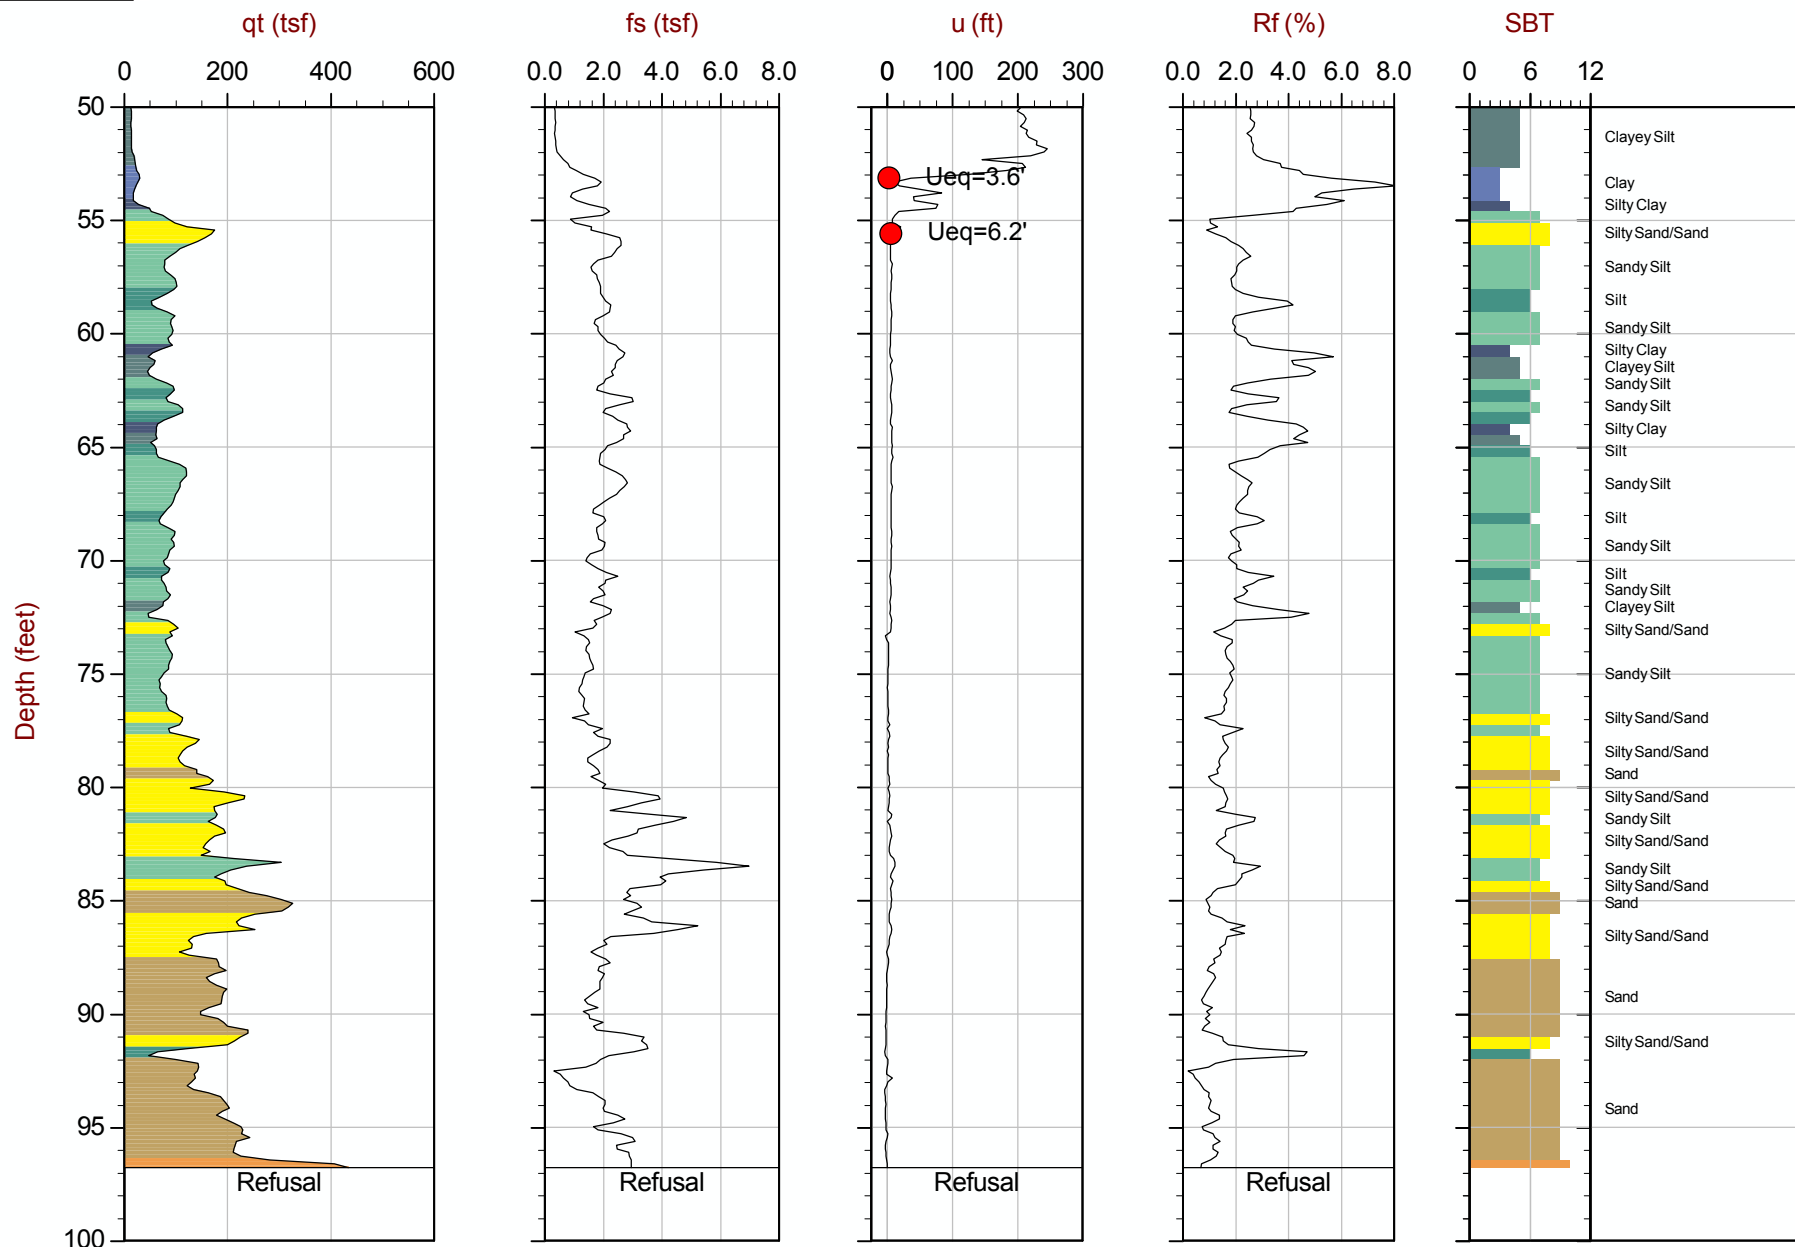 qt (tsf) fs (tsf) u (ft) Rf (%) SBT
0 200 400 600 0.0 2.0 4.0 6.0 8.0 0 100 200 300 0.0 2.0 4.0 6.0 8.0 0 6 12
50
Clayey Silt
Ueq=3.6'
Clay
Silty Clay
55
Ueq=6.2'
Silty Sand/Sand
Sandy Silt
Silt
60
Sandy Silt
Silty Clay
Clayey Silt
Sandy Silt
Sandy Silt
Silty Clay
65
Silt
Sandy Silt
Silt
Sandy Silt
70
Silt
Sandy Silt
Clayey Silt
Silty Sand/Sand
Depth (feet)
75
Sandy Silt
Silty Sand/Sand
Silty Sand/Sand
Sand
80
Silty Sand/Sand
Sandy Silt
Silty Sand/Sand
Sandy Silt
Silty Sand/Sand
85
Sand
Silty Sand/Sand
Sand
90
Silty Sand/Sand
Sand
95
Refusal Refusal Refusal Refusal
100